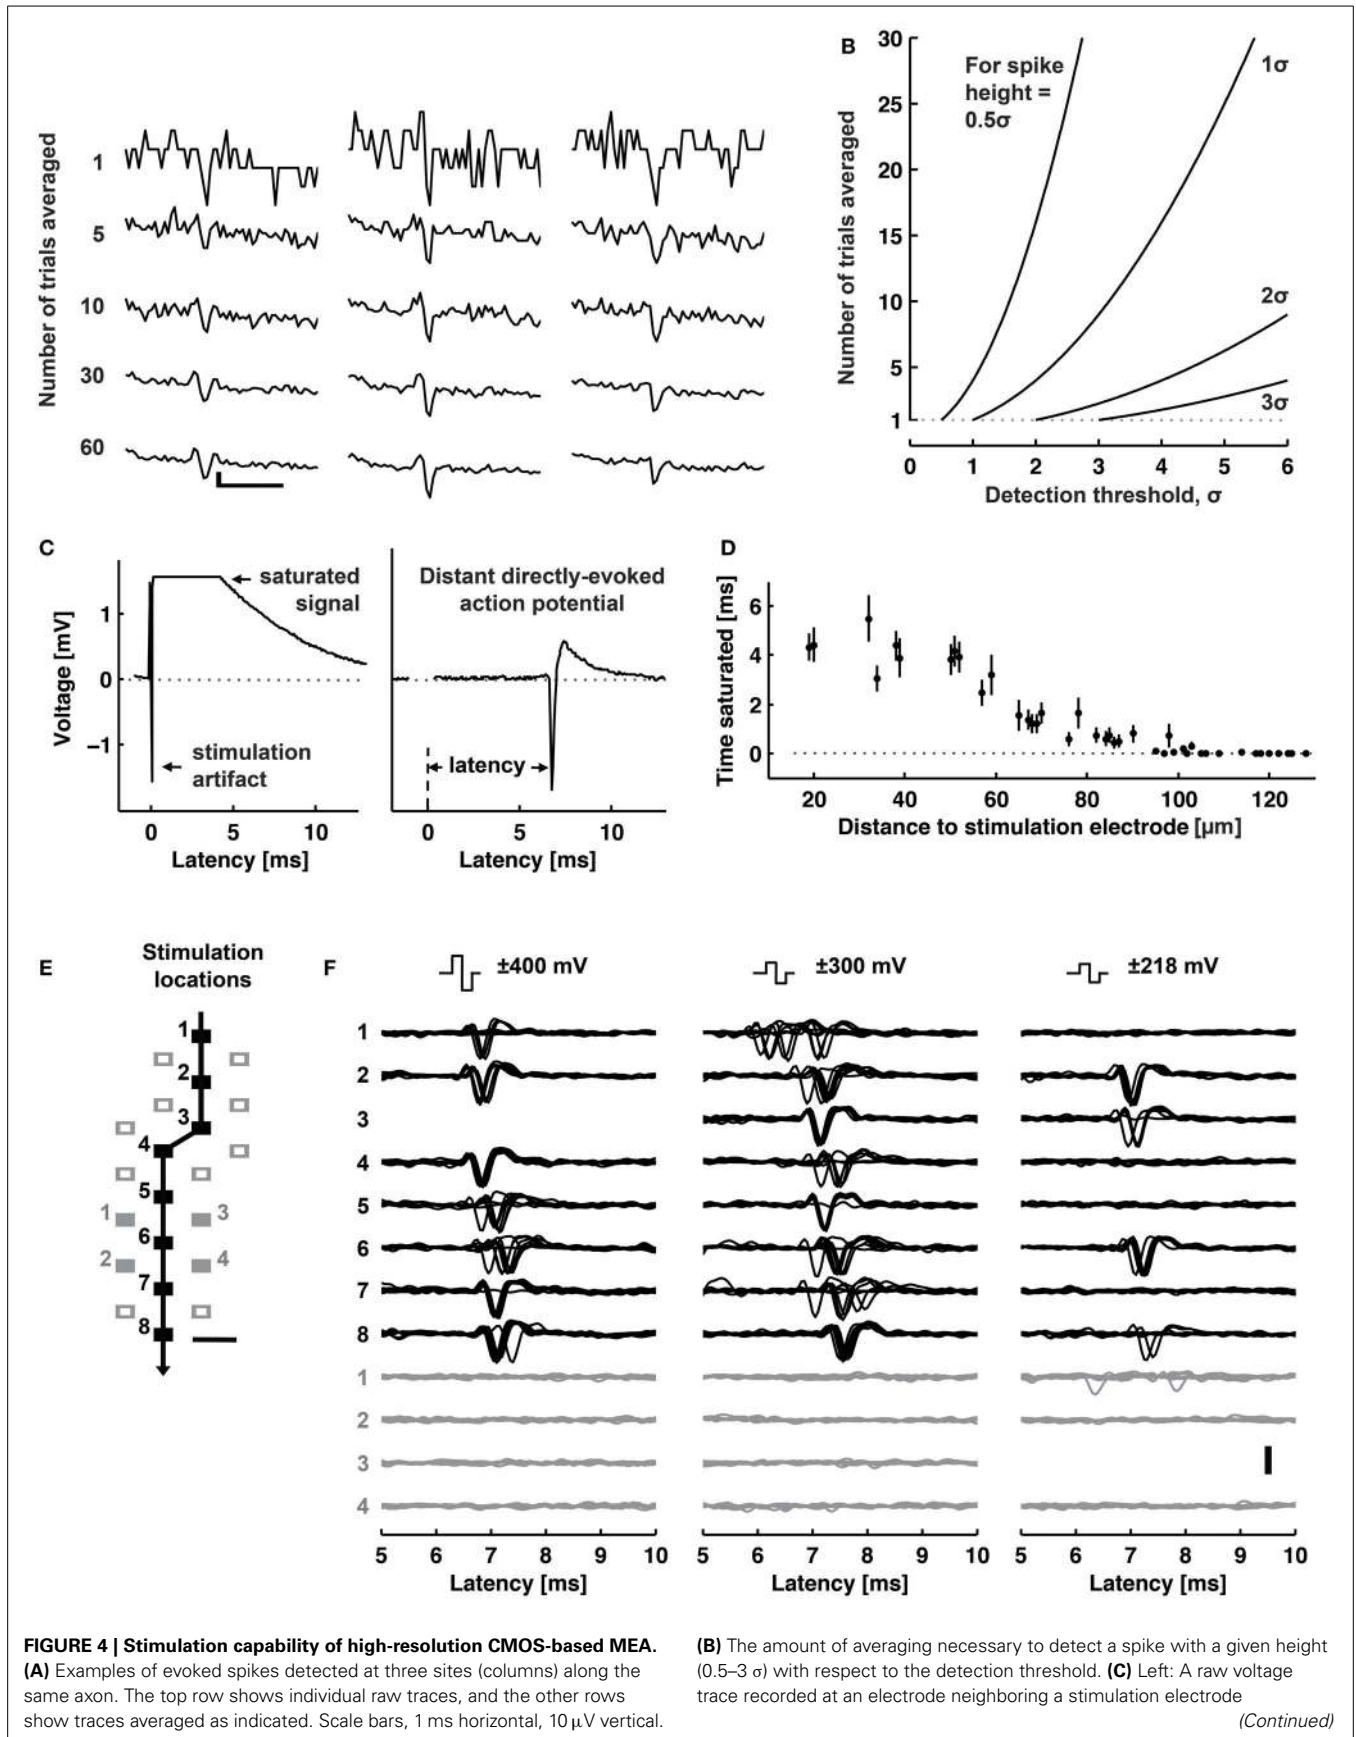 Number of trials averaged
1
5
10
30
60
B
For spike
height =
0.5σ
1σ
2σ
3σ
Number of trials averaged
30
25
20
15
10
5
1
0 1 2 3 4 5 6
Detection threshold, σ
C
Voltage [mV]
1
0
−1
saturated
signal
stimulation
artifact
0 5 10
Latency [ms]
Distant directly-evoked
action potential
latency
0 5 10
Latency [ms]
D
Time saturated [ms]
6
4
2
0
20 40 60 80 100 120
Distance to stimulation electrode [µm]
E
Stimulation
locations
1
2
3
4
5
1 3
6
2 4
7
8
F
±400 mV ±300 mV ±218 mV
1
2
3
4
5
6
7
8
1
2
3
4
5 6 7 8 9 10
Latency [ms]
5 6 7 8 9 10
Latency [ms]
5 6 7 8 9 10
Latency [ms]
FIGURE 4 | Stimulation capability of high-resolution CMOS-based MEA.
(A) Examples of evoked spikes detected at three sites (columns) along the
same axon. The top row shows individual raw traces, and the other rows
show traces averaged as indicated. Scale bars, 1 ms horizontal, 10 µV vertical.
(B) The amount of averaging necessary to detect a spike with a given height
(0.5–3 σ) with respect to the detection threshold. (C) Left: A raw voltage
trace recorded at an electrode neighboring a stimulation electrode
(Continued)